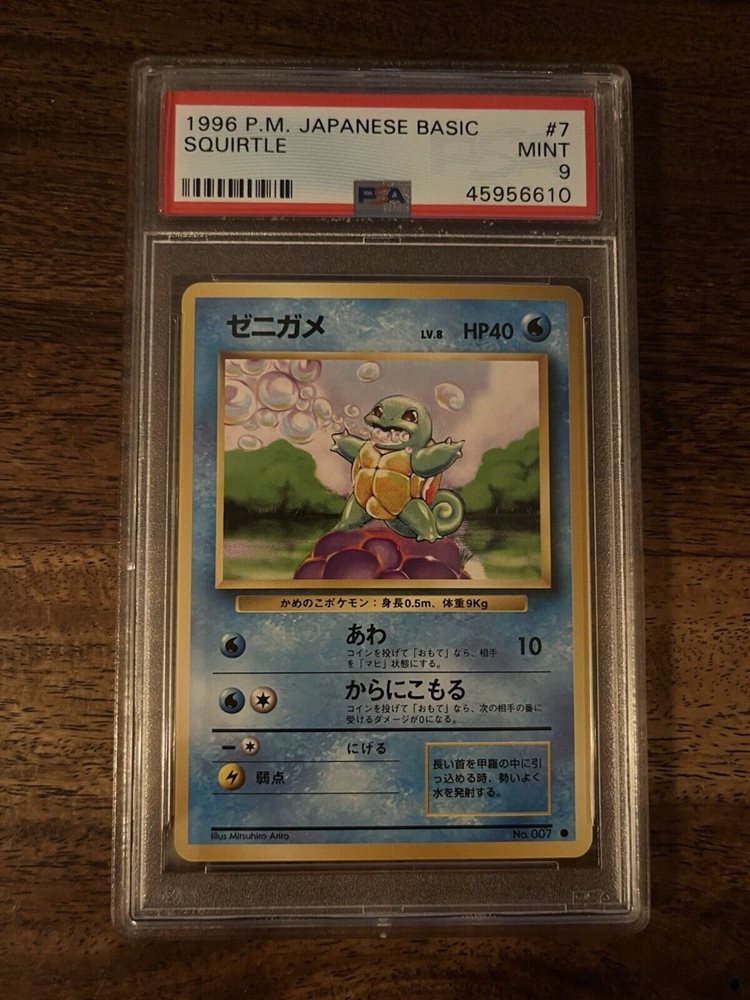 1996 P.M. JAPANESE BASIC #7
SQUIRTLE MINT
9
PSA 45956610
ゼニガメ LV.8 HP40
かめのこポケモン：身長0.5m、体重9Kg
あわ 10
コインを投げて「おもて」なら、相手
を「マヒ」状態にする。
からにこもる
コインを投げて「おもて」なら、次の相手の番に
受けるダメージが0になる。
にげる
弱点
長い首を甲羅の中に引
っ込める時、勢いよく
水を発射する。
Illus. Mitsuhiro Arita No. 007